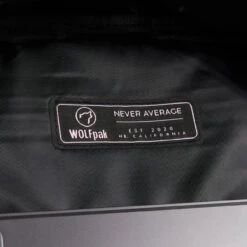 WOLFpak
NEVER AVERAGE
EST 2020
HB, CALIFORNIA